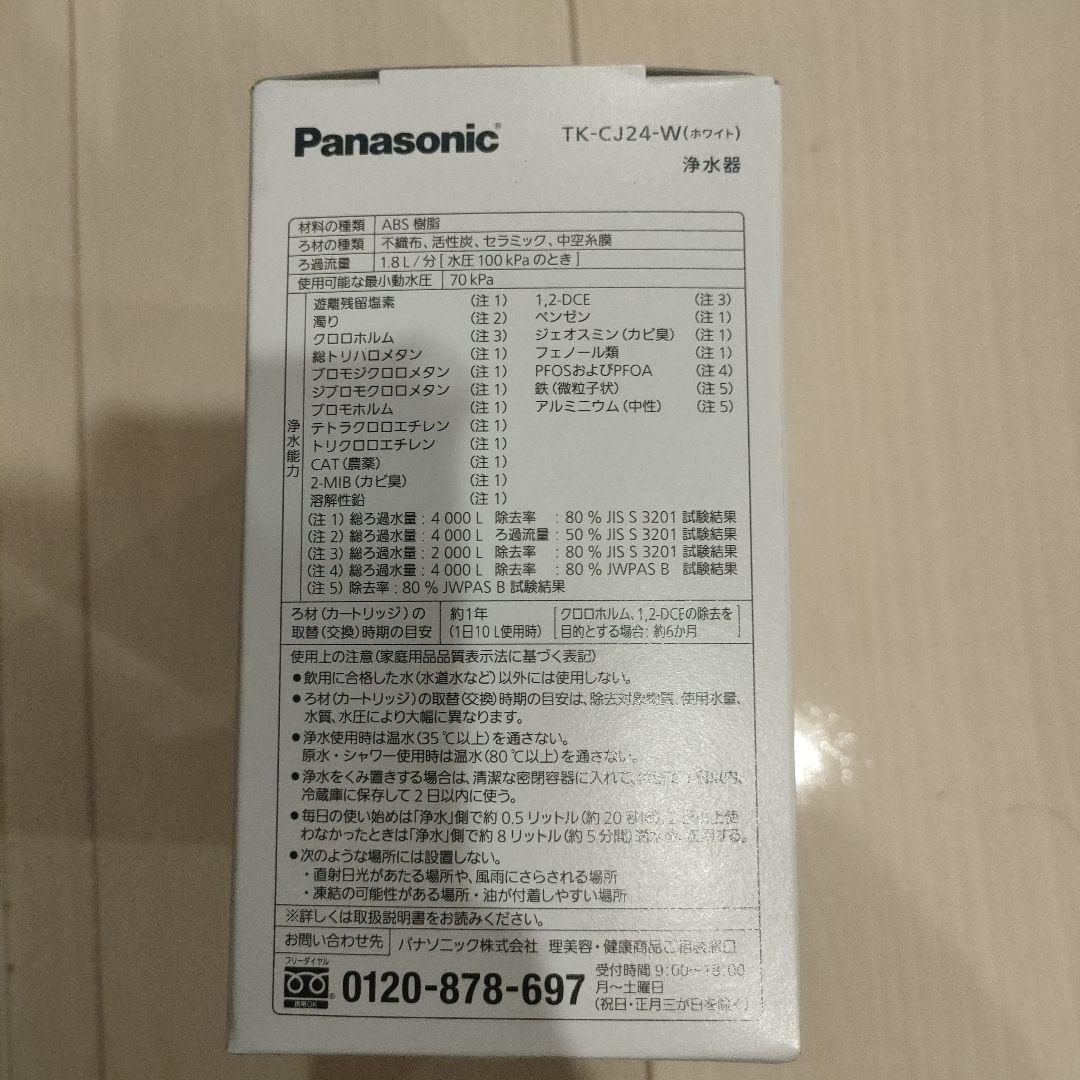 Panasonic® TK-CJ24-W(ホワイト)
浄水器
材料の種類 ABS 樹脂
ろ材の種類 不織布、活性炭、セラミック、中空糸膜
ろ過流量 1.8 L / 分 [ 水圧 100 kPa のとき ]
使用可能な最小動水圧 70 kPa
浄水能力
遊離残留塩素 (注 1) 1,2-DCE (注 3)
濁り (注 2) ベンゼン (注 1)
クロロホルム (注 3) ジェオスミン(カビ臭) (注 1)
総トリハロメタン (注 1) フェノール類 (注 1)
ブロモジクロロメタン (注 1) PFOSおよびPFOA (注 4)
ジブロモクロロメタン (注 1) 鉄(微粒子状) (注 5)
ブロモホルム (注 1) アルミニウム(中性) (注 5)
テトラクロロエチレン (注 1)
トリクロロエチレン (注 1)
CAT(農薬) (注 1)
2-MIB(カビ臭) (注 1)
溶解性鉛 (注 1)
(注 1) 総ろ過水量 : 4 000 L 除去率 : 80 % JIS S 3201 試験結果
(注 2) 総ろ過水量 : 4 000 L ろ過流量 : 50 % JIS S 3201 試験結果
(注 3) 総ろ過水量 : 2 000 L 除去率 : 80 % JIS S 3201 試験結果
(注 4) 総ろ過水量 : 4 000 L 除去率 : 80 % JWPAS B 試験結果
(注 5) 除去率 : 80 % JWPAS B 試験結果
ろ材(カートリッジ)の 約1年 [クロロホルム、1,2-DCEの除去を
取替(交換)時期の目安 (1日10 L使用時) 目的とする場合 : 約6か月 ]
使用上の注意(家庭用品品質表示法に基づく表記)
●飲用に合格した水(水道水など)以外には使用しない。
●ろ材(カートリッジ)の取替(交換)時期の目安は、除去対象物質、使用水量、
水質、水圧により大幅に異なります。
●浄水使用時は温水(35 ℃以上)を通さない。
原水・シャワー使用時は温水(80 ℃以上)を通さない。
●浄水をくみ置きする場合は、清潔な密閉容器に入れて、 日以内、
冷蔵庫に保存して 2 日以内に使う。
●毎日の使い始めは「浄水」側で約 0.5 リットル(約 20 秒間)、2 日以上使
わなかったときは「浄水」側で約 8 リットル(約 5 分間) する。
●次のような場所には設置しない。
・直射日光があたる場所や、風雨にさらされる場所
・凍結の可能性がある場所・油が付着しやすい場所
※詳しくは取扱説明書をお読みください。
お問い合わせ先 パナソニック株式会社 理美容・健康商品ご相談窓口
フリーダイヤル
携帯OK
0120-878-697
受付時間 9:00～18:00
月～土曜日
(祝日・正月三が日を除く)